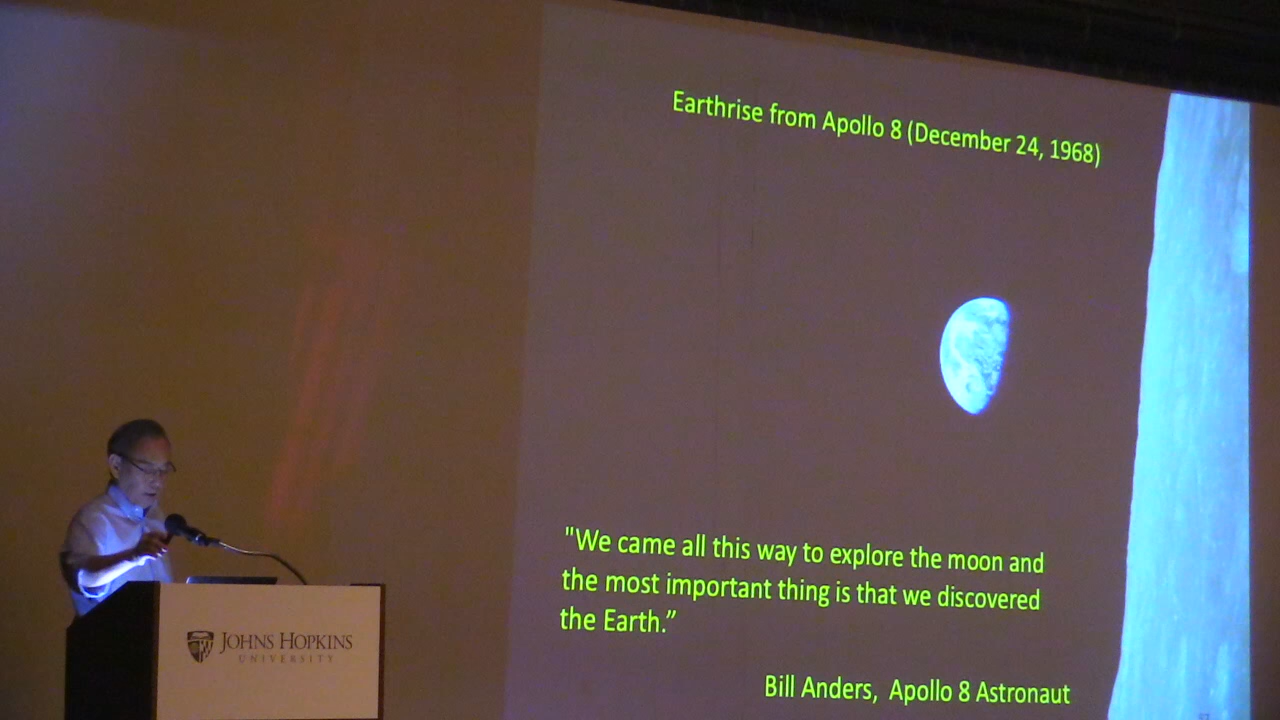 Earthrise from Apollo 8 (December 24, 1968)
"We came all this way to explore the moon and
the most important thing is that we discovered
the Earth.”
Bill Anders, Apollo 8 Astronaut
JOHNS HOPKINS
UNIVERSITY